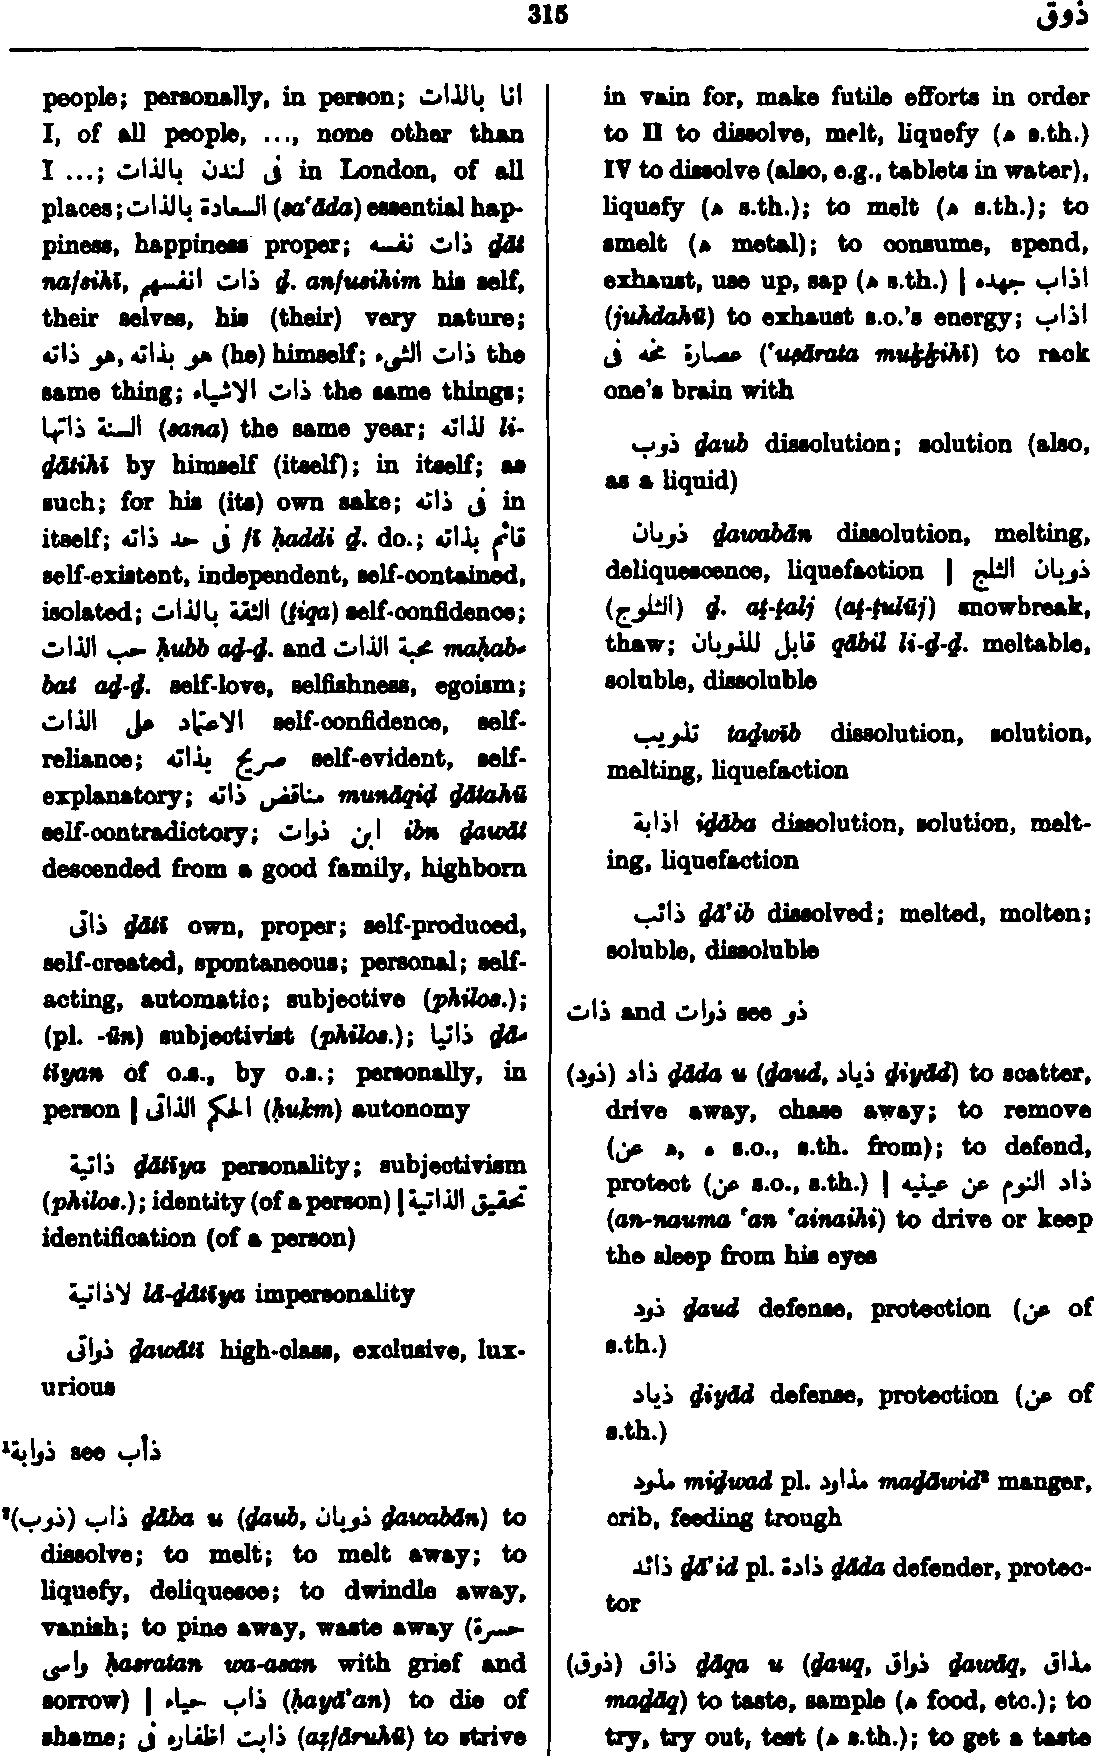 315
ذوق
people; personally, in person; انا بالذات
I, of all people, ..., none other than
I ...; فى لندن بالذات in London, of all
places; السعادة بالذات (sa‘āda) essential hap-
piness, happiness proper; ذات نفسه ḏāt
nafsihī, ذات انفسهم ḏ. anfusihim his self,
their selves, his (their) very nature;
هو بذاته, هو ذاته (he) himself; ذات الشىء the
same thing; ذات الاشياء the same things;
السنة ذاتها (sana) the same year; لذاته li-
ḏātihī by himself (itself); in itself; as
such; for his (its) own sake; فى ذاته in
itself; فى حد ذاته fī ḥaddi ḏ. do.; قائم بذاته
self-existent, independent, self-contained,
isolated; الثقة بالذات (ṯiqa) self-confidence;
حب الذات ḥubb aḏ-ḏ. and محبة الذات maḥab-
bat aḏ-ḏ. self-love, selfishness, egoism;
الاعتماد على الذات self-confidence, self-
reliance; صريح بذاته self-evident, self-
explanatory; مناقض ذاته munāqiḍ ḏātahū
self-contradictory; ابن ذوات ibn ḏawāt
descended from a good family, highborn
ذاتى ḏātī own, proper; self-produced,
self-created, spontaneous; personal; self-
acting, automatic; subjective (philos.);
(pl. -ūn) subjectivist (philos.); ذاتيا ḏā-
tīyan of o.s., by o.s.; personally, in
person | الحكم الذاتى (ḥukm) autonomy
ذاتية ḏātīya personality; subjectivism
(philos.); identity (of a person) | تحقيق الذاتية
identification (of a person)
لاذاتية lā-ḏātīya impersonality
ذواتى ḏawātī high-class, exclusive, lux-
urious
¹ذوابة see ذأب
²(ذوب) ذاب ḏāba u (ḏaub, ذوبان ḏawabān) to
dissolve; to melt; to melt away; to
liquefy, deliquesce; to dwindle away,
vanish; to pine away, waste away (حسرة
واسى ḥasratan wa-asan with grief and
sorrow) | ذاب حياء (ḥayā’an) to die of
shame; ذابت اظفاره فى (aẓfāruhū) to strive
in vain for, make futile efforts in order
to II to dissolve, melt, liquefy (ه s.th.)
IV to dissolve (also, e.g., tablets in water),
liquefy (ه s.th.); to melt (ه s.th.); to
smelt (ه metal); to consume, spend,
exhaust, use up, sap (ه s.th.) | اذاب جهده
(juhdahū) to exhaust s.o.’s energy; اذاب
عصارة مخه فى (‘uṣārata muḵḵihī) to rack
one’s brain with
ذوب ḏaub dissolution; solution (also,
as a liquid)
ذوبان ḏawabān dissolution, melting,
deliquescence, liquefaction | ذوبان الثلج
(الثلوج) ḏ. aṯ-ṯalj (aṯ-ṯulūj) snowbreak,
thaw; قابل للذوبان qābil li-ḏ-ḏ. meltable,
soluble, dissoluble
تذويب taḏwīb dissolution, solution,
melting, liquefaction
اذابة iḏāba dissolution, solution, melt-
ing, liquefaction
ذائب ḏā’ib dissolved; melted, molten;
soluble, dissoluble
ذات and ذوات see ذو
(ذود) ذاد ḏāda u (ḏaud, ذياد ḏiyād) to scatter,
drive away, chase away; to remove
(عن ه, ه s.o., s.th. from); to defend,
protect (عن s.o., s.th.) | ذاد النوم عن عينيه
(an-nauma ‘an ‘ainaihi) to drive or keep
the sleep from his eyes
ذود ḏaud defense, protection (عن of
s.th.)
ذياد ḏiyād defense, protection (عن of
s.th.)
مذود miḏwad pl. مذاود maḏāwid² manger,
crib, feeding trough
ذائد ḏā’id pl. ذادة ḏāda defender, protec-
tor
(ذوق) ذاق ḏāqa u (ḏauq, ذواق ḏawāq, مذاق
maḏāq) to taste, sample (ه food, etc.); to
try, try out, test (ه s.th.); to get a taste